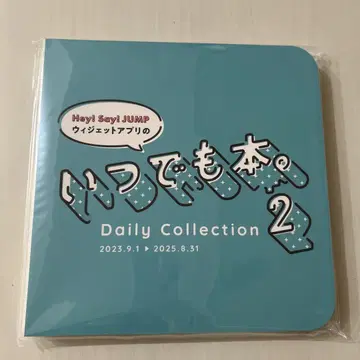 Hey! Say! JUMP
ウィジェットアプリの
いつでも本。
2
Daily Collection
2023.9.1 ▶ 2025.8.31